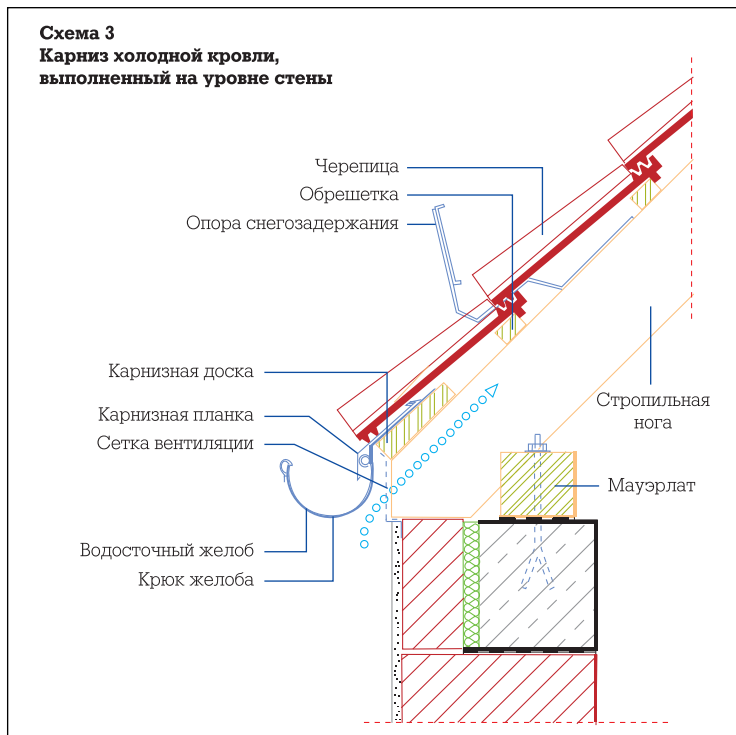 Схема 3
Карниз холодной кровли,
выполненный на уровне стены
Черепица
Обрешетка
Опора снегозадержания
Карнизная доска
Карнизная планка
Сетка вентиляции
Стропильная
нога
Мауэрлат
Водосточный желоб
Крюк желоба